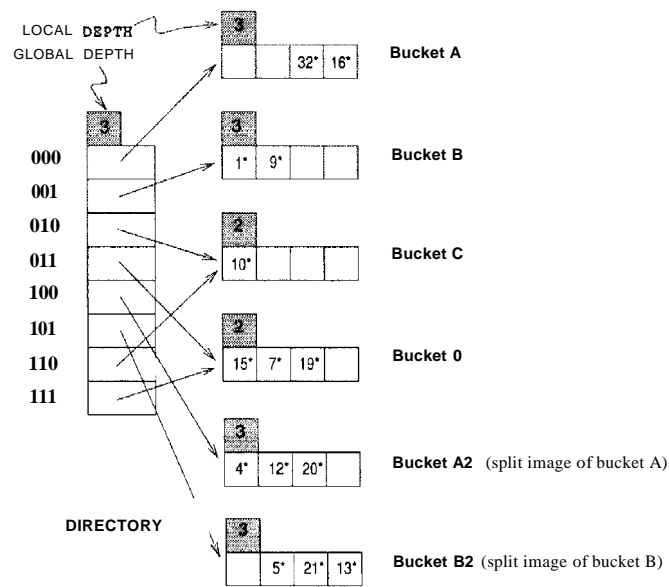 LOCAL DEPTH
GLOBAL DEPTH
3
32* 16*
Bucket A
3
000
001
010
011
100
101
110
111
3
1* 9*
Bucket B
2
10*
Bucket C
2
15* 7* 19*
Bucket 0
3
4* 12* 20*
Bucket A2 (split image of bucket A)
DIRECTORY
3
5* 21* 13*
Bucket B2 (split image of bucket B)